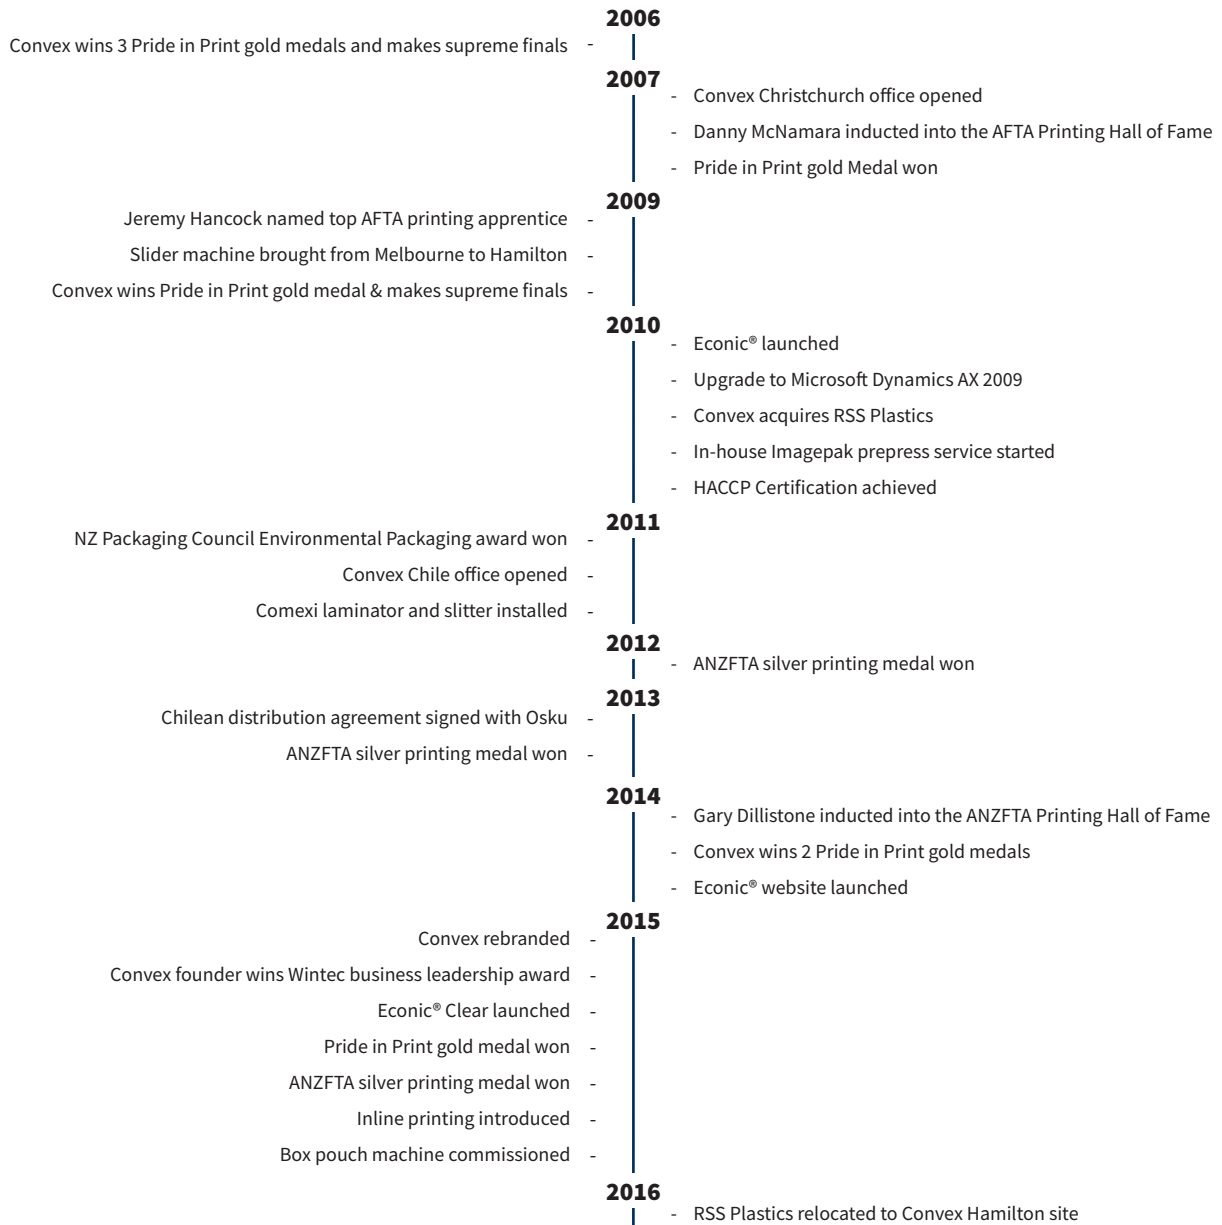 2006
Convex wins 3 Pride in Print gold medals and makes supreme finals -
2007
- Convex Christchurch office opened
- Danny McNamara inducted into the AFTA Printing Hall of Fame
- Pride in Print gold Medal won
2009
Jeremy Hancock named top AFTA printing apprentice -
Slider machine brought from Melbourne to Hamilton -
Convex wins Pride in Print gold medal & makes supreme finals -
2010
- Econic® launched
- Upgrade to Microsoft Dynamics AX 2009
- Convex acquires RSS Plastics
- In-house Imagepak prepress service started
- HACCP Certification achieved
2011
NZ Packaging Council Environmental Packaging award won -
Convex Chile office opened -
Comexi laminator and slitter installed -
2012
- ANZFTA silver printing medal won
2013
Chilean distribution agreement signed with Osku -
ANZFTA silver printing medal won -
2014
- Gary Dillistone inducted into the ANZFTA Printing Hall of Fame
- Convex wins 2 Pride in Print gold medals
- Econic® website launched
2015
Convex rebranded -
Convex founder wins Wintec business leadership award -
Econic® Clear launched -
Pride in Print gold medal won -
ANZFTA silver printing medal won -
Inline printing introduced -
Box pouch machine commissioned -
2016
- RSS Plastics relocated to Convex Hamilton site